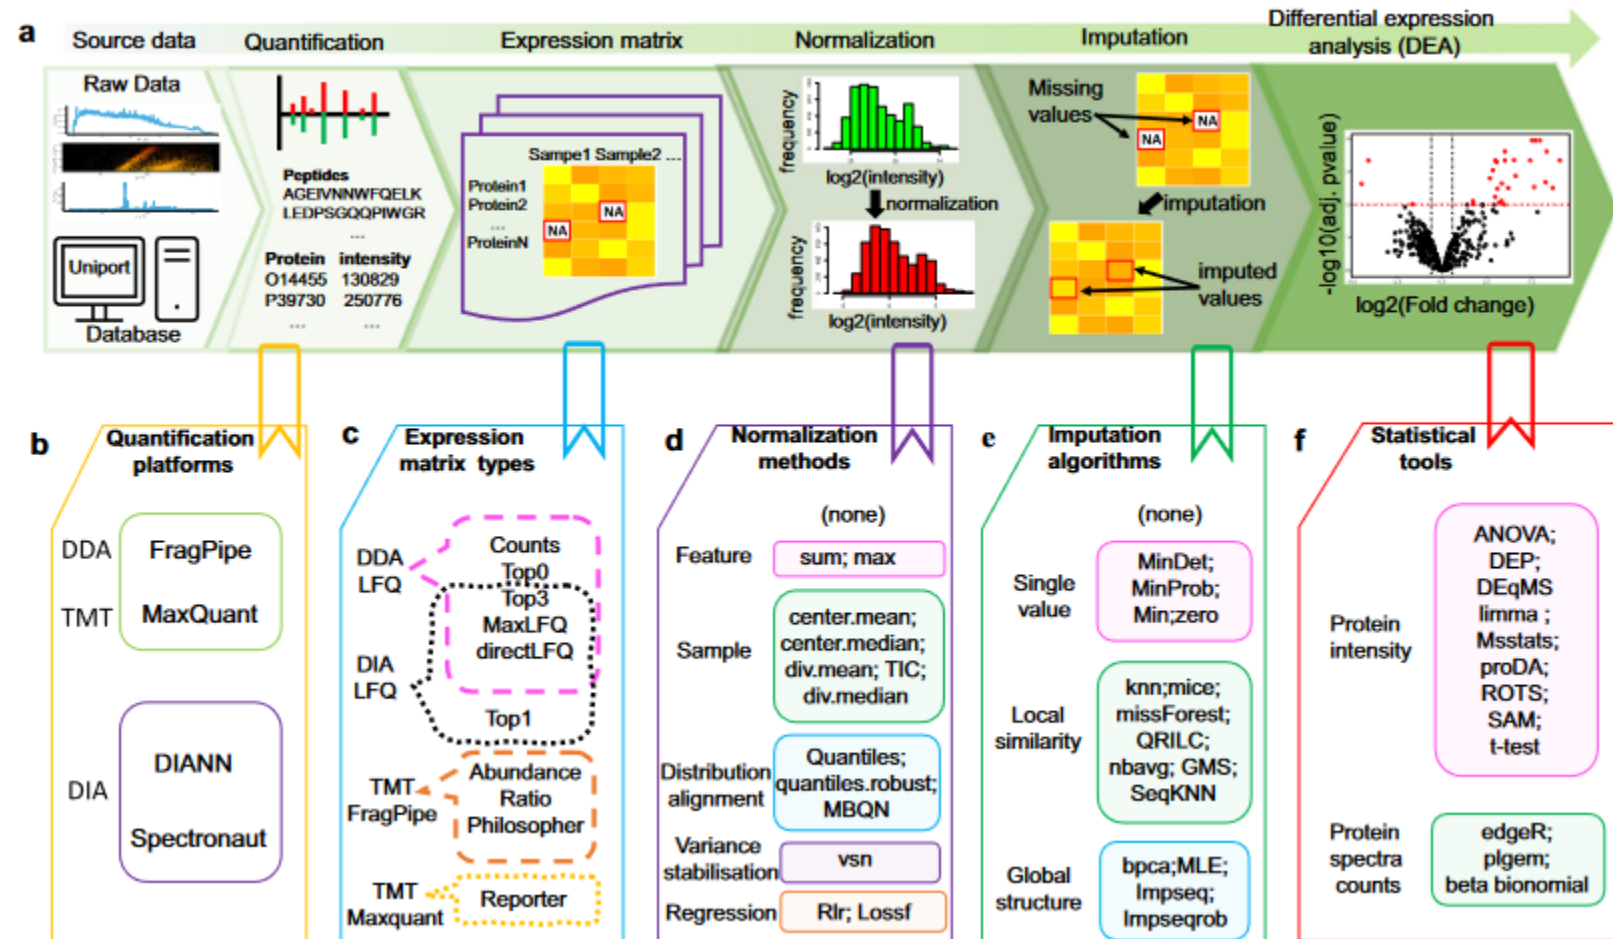 a
Source data
Quantification
Expression matrix
Normalization
Imputation
Differential expression
analysis (DEA)
Raw Data
Uniport
Database
Peptides
AGEIVNNWFQELK
LEDPSGQQPIWGR
...
Protein intensity
O14455 130829
P39730 250776
... ...
Sampe1 Sample2 ...
Protein1
Protein2
...
ProteinN
NA
NA
frequency
log2(intensity)
normalization
frequency
log2(intensity)
Missing
values
NA
NA
imputation
imputed
values
-log10(adj. pvalue)
log2(Fold change)
b
Quantification
platforms
DDA
TMT
FragPipe
MaxQuant
DIA
DIANN
Spectronaut
c
Expression
matrix types
DDA
LFQ
Counts
Top0
Top3
MaxLFQ
directLFQ
DIA
LFQ
Top1
TMT
FragPipe
Abundance
Ratio
Philosopher
TMT
Maxquant
Reporter
d
Normalization
methods
(none)
Feature
sum; max
Sample
center.mean;
center.median;
div.mean; TIC;
div.median
Distribution
alignment
Quantiles;
quantiles.robust;
MBQN
Variance
stabilisation
vsn
Regression
Rlr; Lossf
e
Imputation
algorithms
(none)
Single
value
MinDet;
MinProb;
Min;zero
Local
similarity
knn;mice;
missForest;
QRILC;
nbavg; GMS;
SeqKNN
Global
structure
bpca;MLE;
Impseq;
Impseqrob
f
Statistical
tools
Protein
intensity
ANOVA;
DEP;
DEqMS
limma ;
Msstats;
proDA;
ROTS;
SAM;
t-test
Protein
spectra
counts
edgeR;
plgem;
beta bionomial